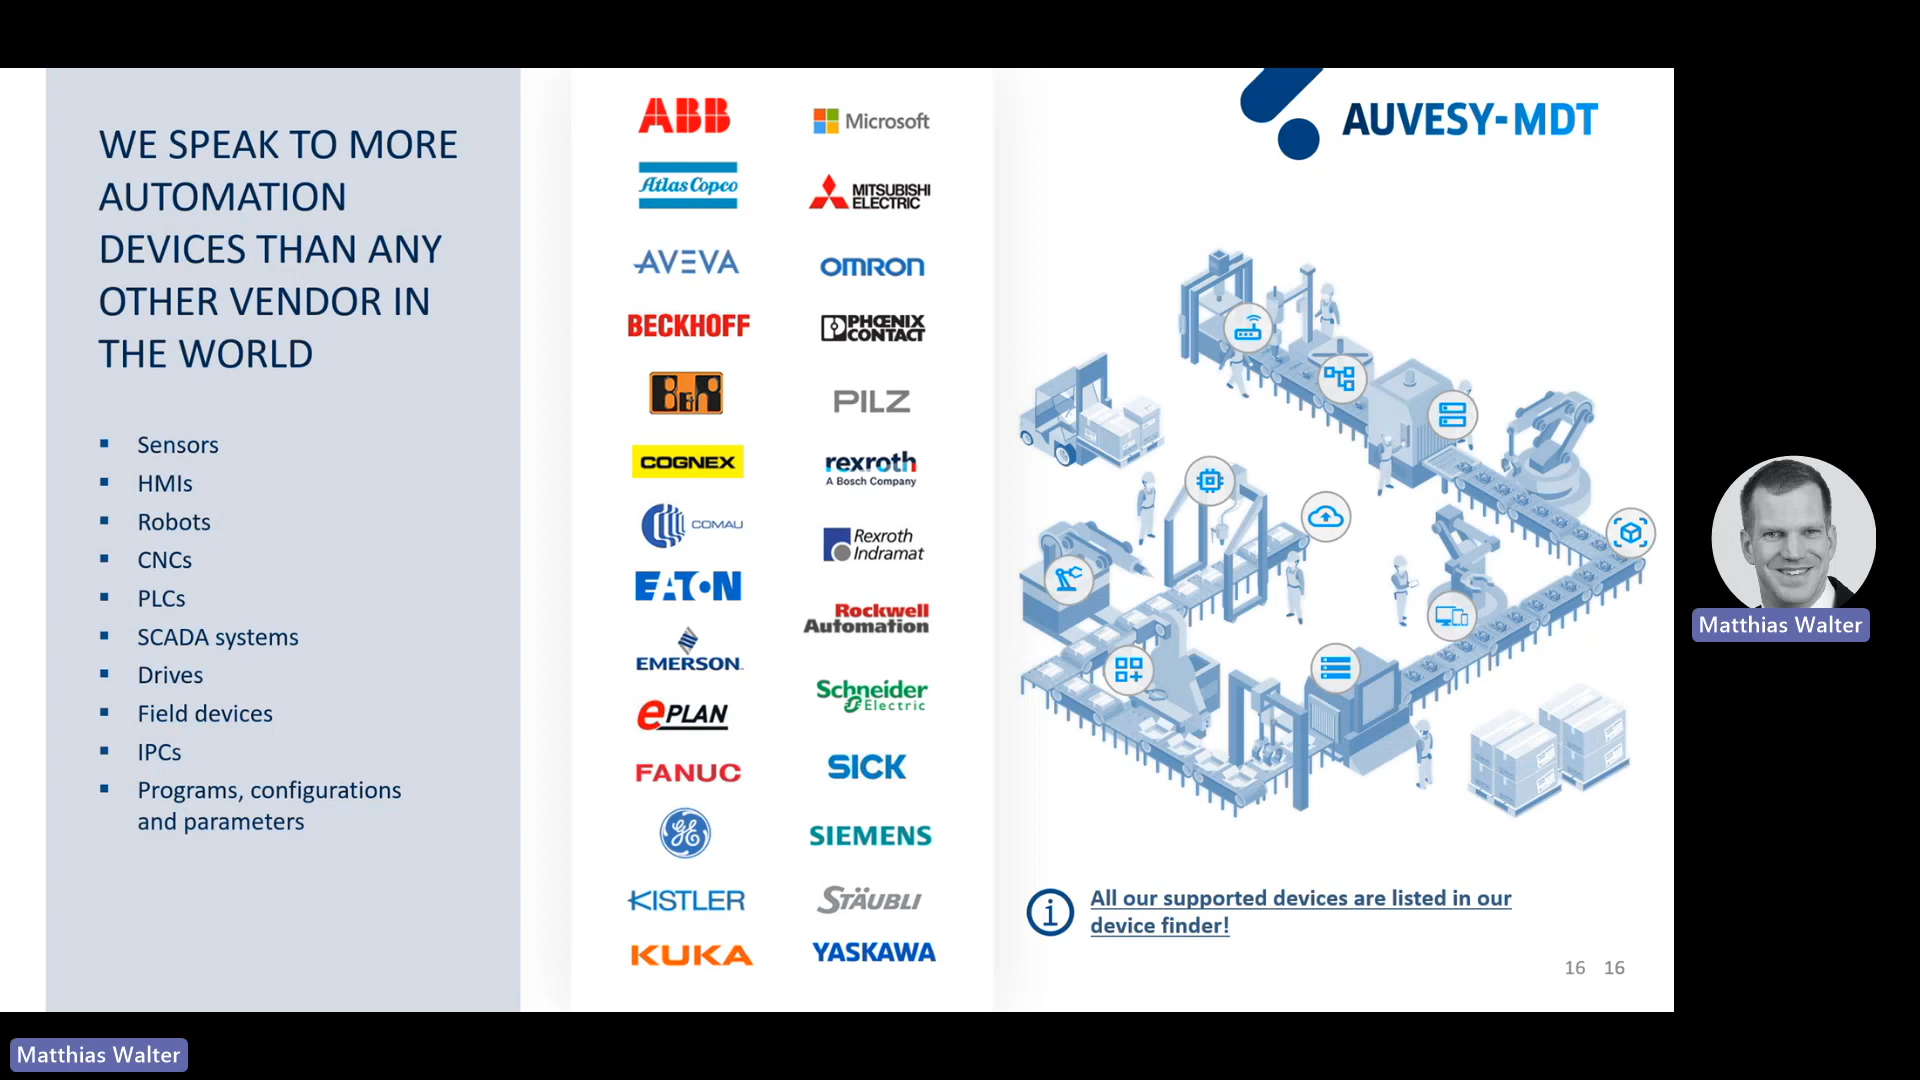 WE SPEAK TO MORE
AUTOMATION
DEVICES THAN ANY
OTHER VENDOR IN
THE WORLD
Sensors
HMIs
Robots
CNCs
PLCs
SCADA systems
Drives
Field devices
IPCs
Programs, configurations
and parameters
ABB
Atlas Copco
AVEVA
BECKHOFF
B&R
COGNEX
COMAU
EATON
EMERSON
ePLAN
FANUC
GE
KISTLER
KUKA
Microsoft
MITSUBISHI
ELECTRIC
OMRON
PHŒNIX
CONTACT
PILZ
rexroth
A Bosch Company
Rexroth
Indramat
Rockwell
Automation
Schneider
Electric
SICK
SIEMENS
STÄUBLI
YASKAWA
AUVESY-MDT
All our supported devices are listed in our
device finder!
16 16
Matthias Walter
Matthias Walter